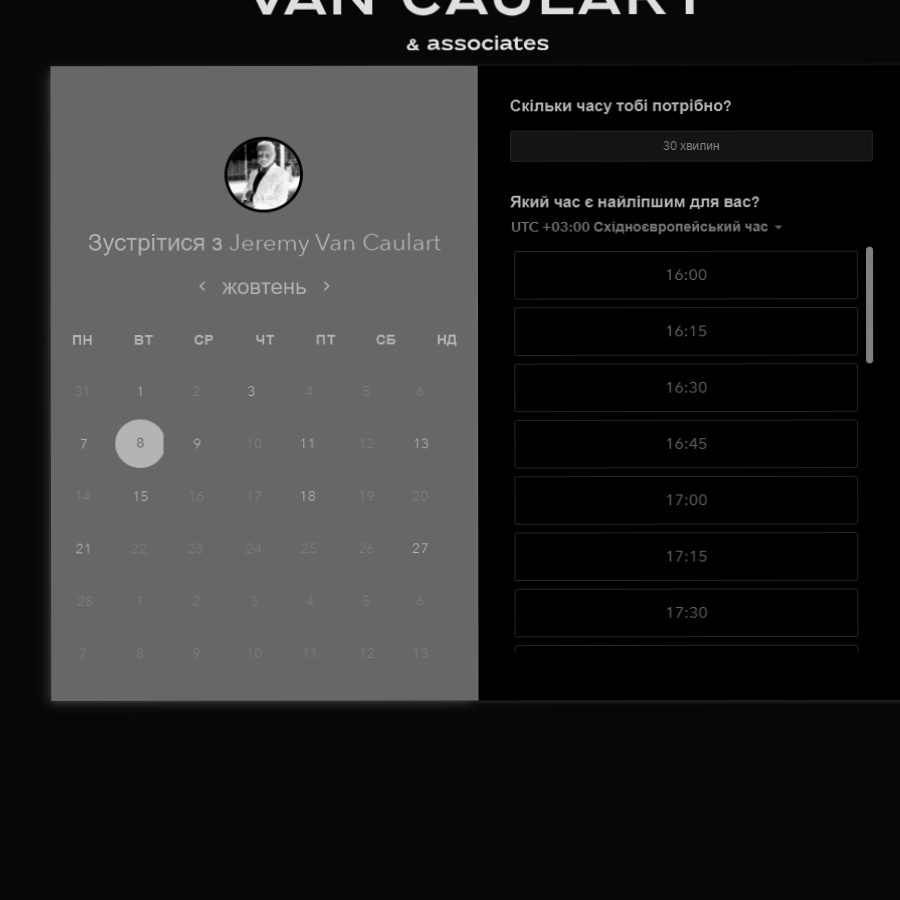 VAN CAULART
& associates
Зустрітися з Jeremy Van Caulart
жовтень
ПН ВТ СР ЧТ ПТ СБ НД
31 1 2 3 4 5 6
7 8 9 10 11 12 13
14 15 16 17 18 19 20
21 22 23 24 25 26 27
28 1 2 3 4 5 6
7 8 9 10 11 12 13
Скільки часу тобі потрібно?
30 хвилин
Який час є найліпшим для вас?
UTC +03:00 Східноєвропейський час
16:00
16:15
16:30
16:45
17:00
17:15
17:30